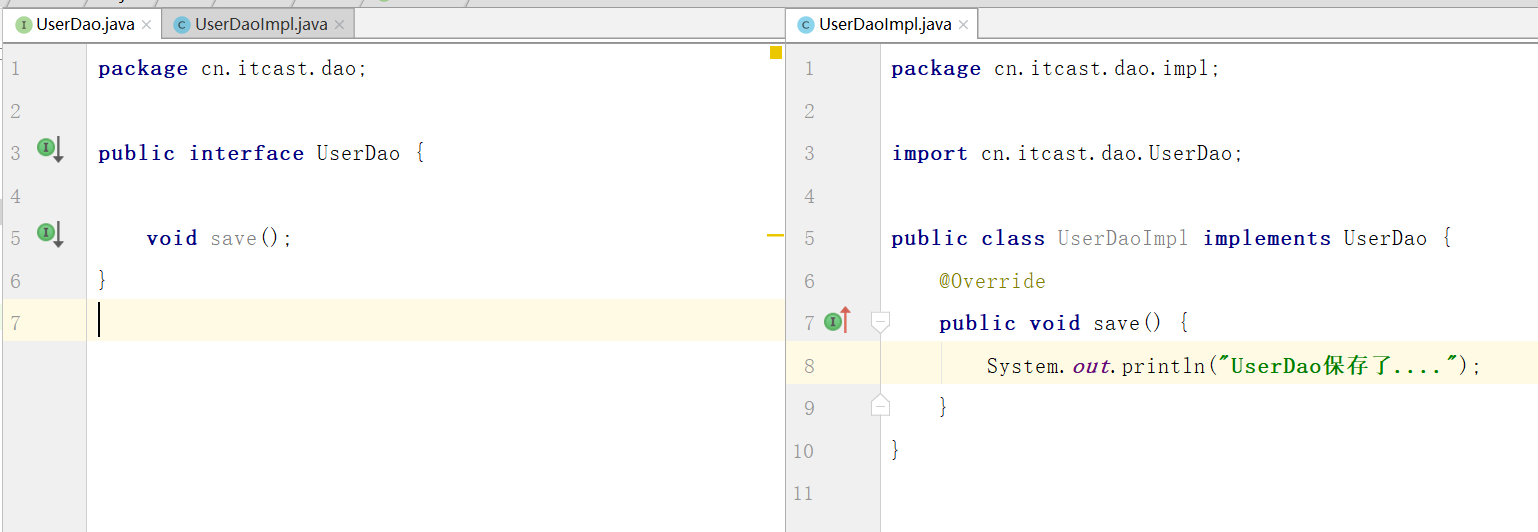 UserDao.java
UserDaoImpl.java
1 package cn.itcast.dao;
2
3 public interface UserDao {
4
5 void save();
6 }
7
UserDaoImpl.java
1 package cn.itcast.dao.impl;
2
3 import cn.itcast.dao.UserDao;
4
5 public class UserDaoImpl implements UserDao {
6 @Override
7 public void save() {
8 System.out.println("UserDao保存了....");
9 }
10 }
11